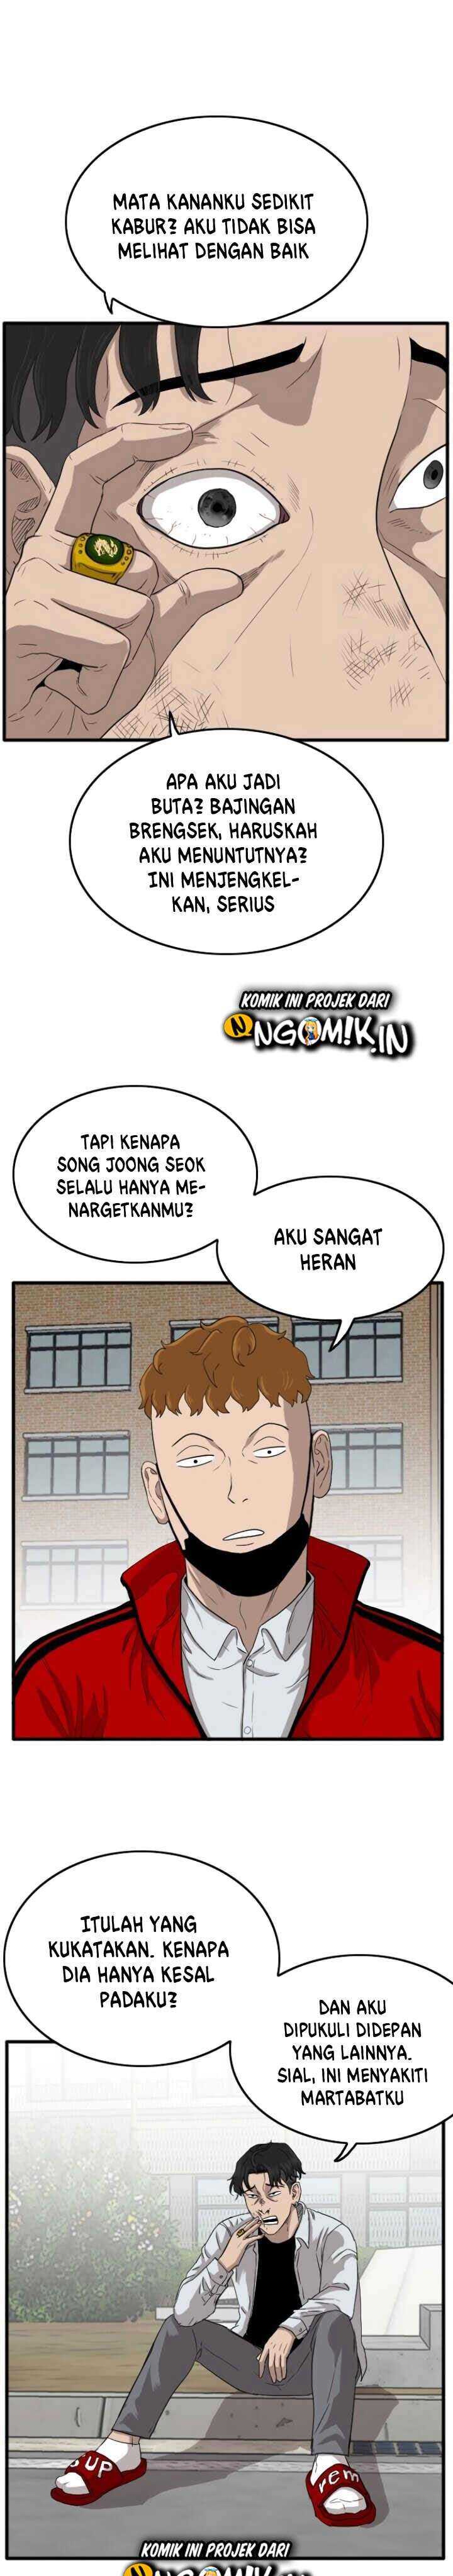 MATA KANANKU SEDIKIT
KABUR? AKU TIDAK BISA
MELIHAT DENGAN BAIK
APA AKU JADI
BUTA? BAJINGAN
BRENGSEK, HARUSKAH
AKU MENUNTUTNYA?
INI MENJENGKEL-
KAN, SERIUS
KOMIK INI PROJEK DARI
N NGOMIK.IN
TAPI KENAPA
SONG JOONG SEOK
SELALU HANYA ME-
NARGETKANMU?
AKU SANGAT
HERAN
ITULAH YANG
KUKATAKAN. KENAPA
DIA HANYA KESAL
PADAKU?
DAN AKU
DIPUKULI DIDEPAN
YANG LAINNYA.
SIAL, INI MENYAKITI
MARTABATKU
SUP
rem
KOMIK INI PROJEK DARI